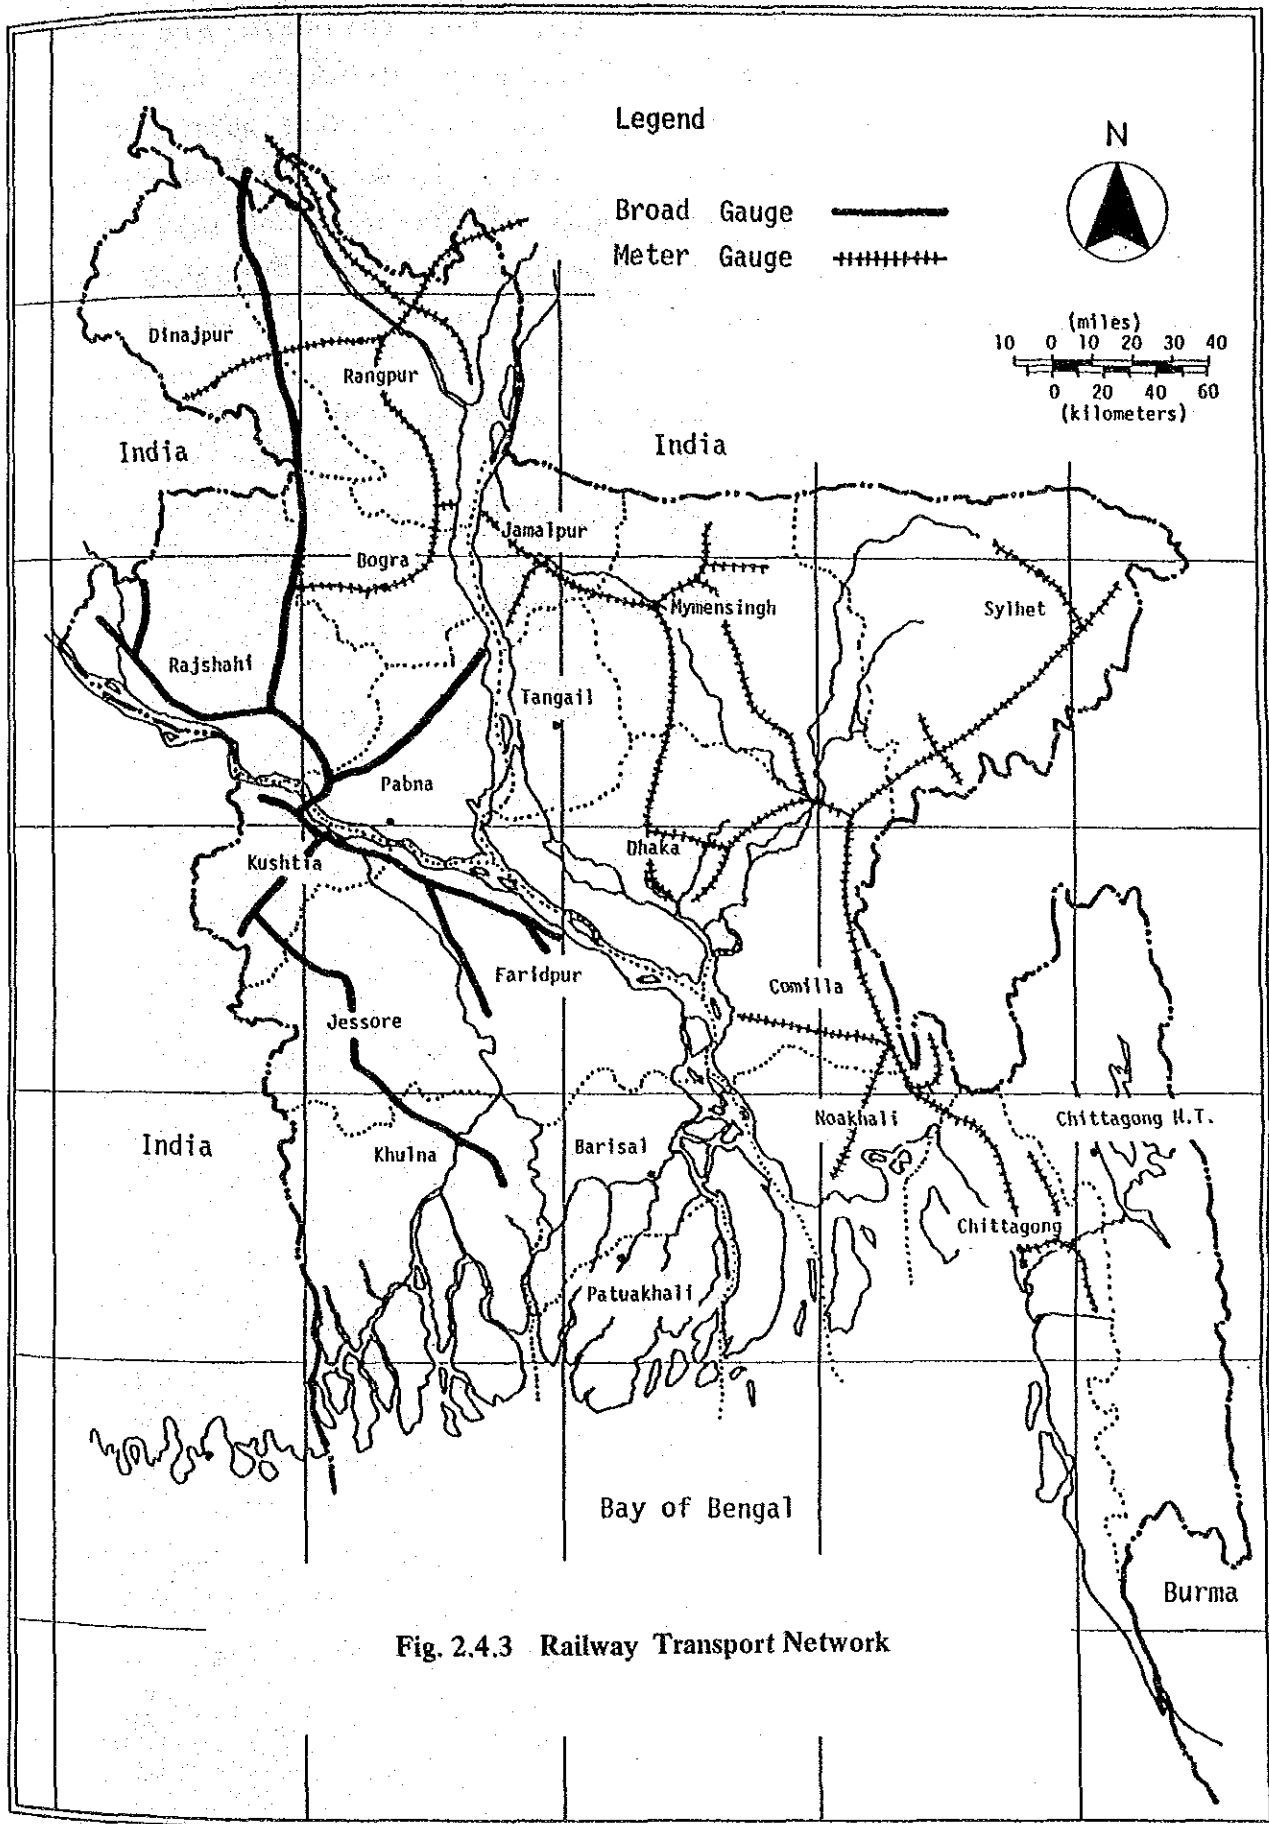 Legend
N
Broad Gauge
Meter Gauge
(miles)
10 0 10 20 30 40
0 20 40 60
(kilometers)
Dinajpur
Rangpur
India
India
Jamalpur
Bogra
Mymensingh
Sylhet
Rajshahi
Tangail
Pabna
Dhaka
Kushtia
Faridpur
Comilla
Jessore
Noakhali
Chittagong H.T.
India
Khulna
Barisal
Chittagong
Patuakhali
Bay of Bengal
Burma
Fig. 2.4.3 Railway Transport Network